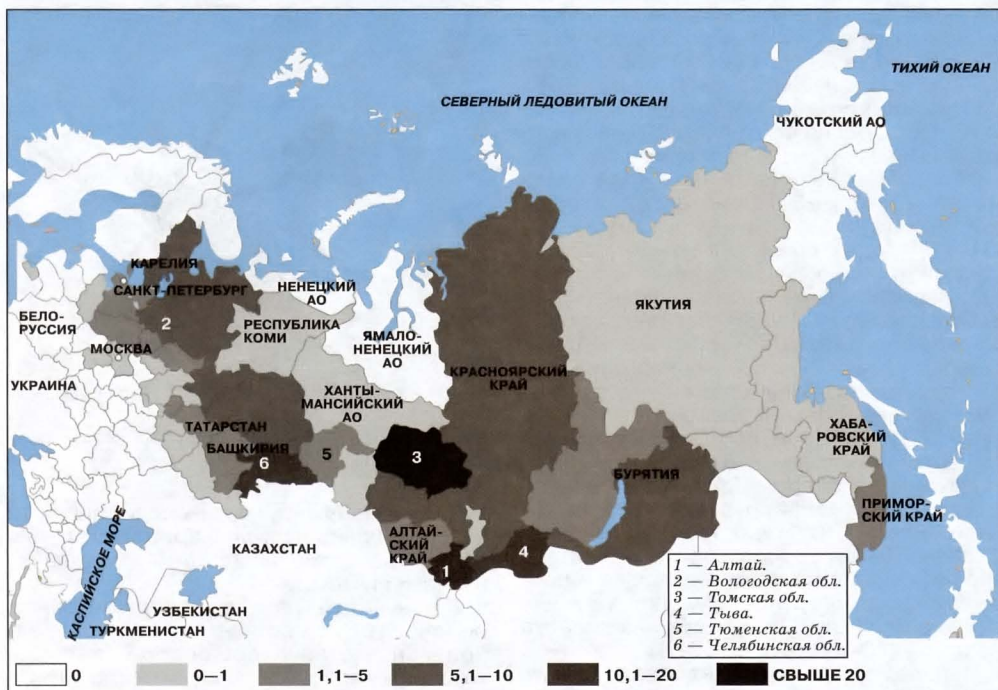 ТИХИЙ ОКЕАН
СЕВЕРНЫЙ ЛЕДОВИТЫЙ ОКЕАН
ЧУКОТСКИЙ АО
КАРЕЛИЯ
САНКТ-ПЕТЕРБУРГ
НЕНЕЦКИЙ
АО
БЕЛО-
РУССИЯ
2
РЕСПУБЛИКА
КОМИ
ЯМАЛО-
НЕНЕЦКИЙ
АО
ЯКУТИЯ
МОСКВА
УКРАИНА
КРАСНОЯРСКИЙ
КРАЙ
ХАНТЫ-
МАНСИЙСКИЙ
АО
ТАТАРСТАН
БАШКИРИЯ
6
5
3
БУРЯТИЯ
ХАБА-
РОВСКИЙ
КРАЙ
ПРИМОР-
СКИЙ КРАЙ
АЛТАЙ-
СКИЙ
КРАЙ
1
4
КАЗАХСТАН
КАСПИЙСКОЕ МОРЕ
УЗБЕКИСТАН
ТУРКМЕНИСТАН
1 — Алтай.
2 — Вологодская обл.
3 — Томская обл.
4 — Тыва.
5 — Тюменская обл.
6 — Челябинская обл.
0 0—1 1,1—5 5,1—10 10,1—20 СВЫШЕ 20